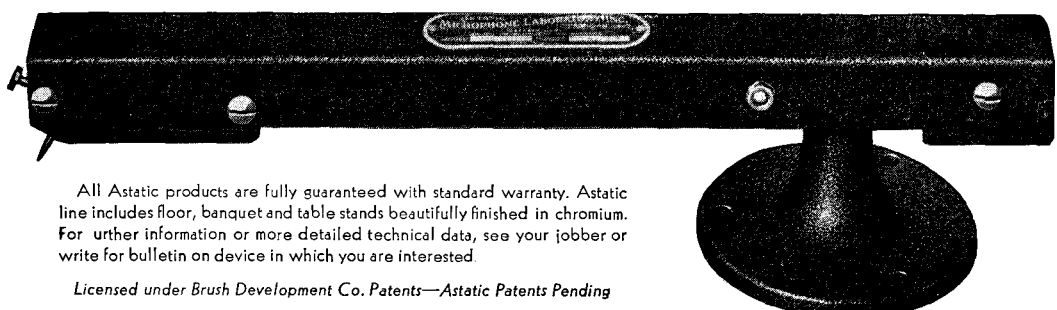 MICROPHONE LABORATORY
All Astatic products are fully guaranteed with standard warranty. Astatic
line includes floor, banquet and table stands beautifully finished in chromium.
For urther information or more detailed technical data, see your jobber or
write for bulletin on device in which you are interested.
Licensed under Brush Development Co. Patents—Astatic Patents Pending